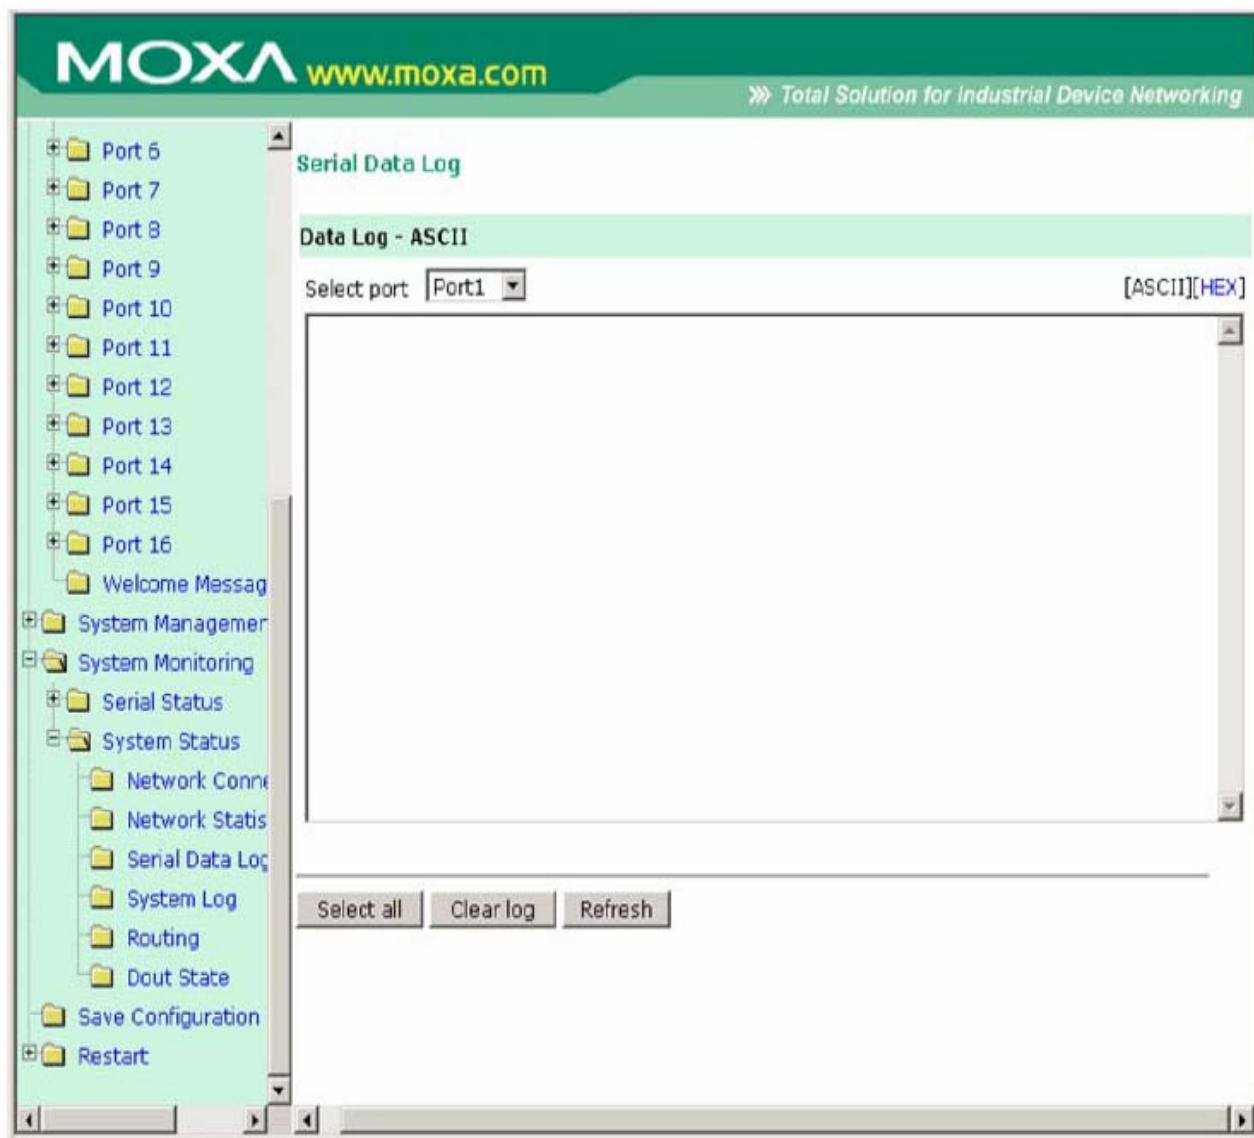 MOXA www.moxa.com
Total Solution for Industrial Device Networking
Port 6
Port 7
Port 8
Port 9
Port 10
Port 11
Port 12
Port 13
Port 14
Port 15
Port 16
Welcome Messag
System Managemer
System Monitoring
Serial Status
System Status
Network Conne
Network Statis
Serial Data Log
System Log
Routing
Dout State
Save Configuration
Restart
Serial Data Log
Data Log - ASCII
Select port Port1 [ASCII][HEX]
Select all Clear log Refresh